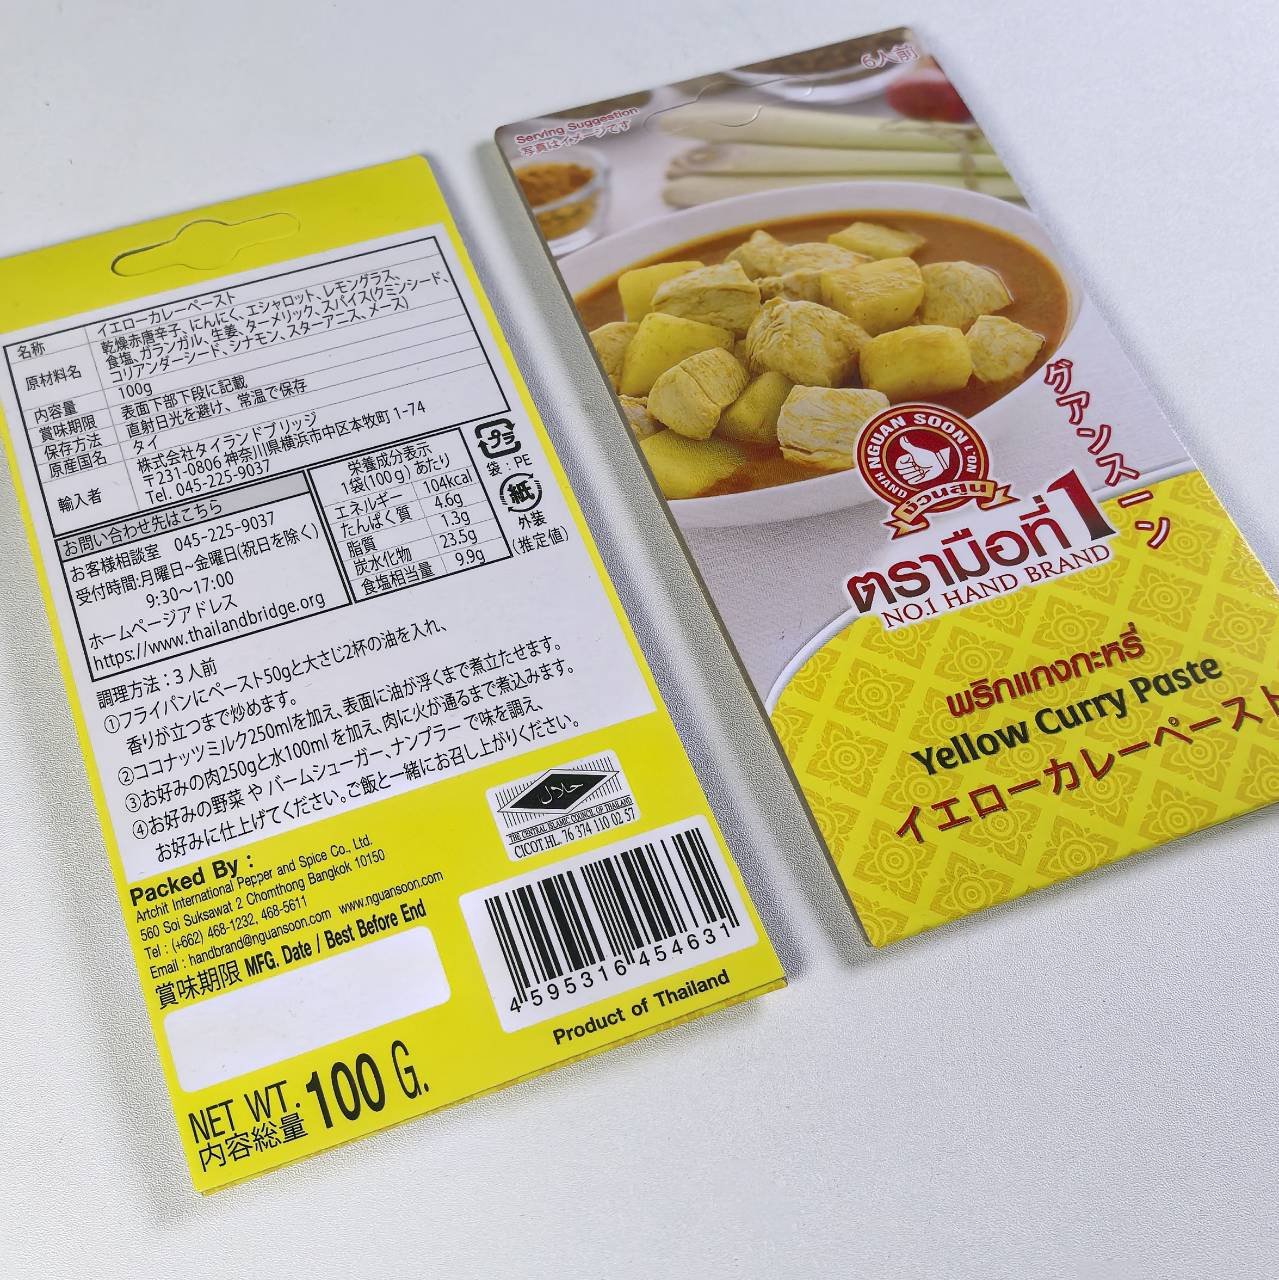 名称
イエローカレーペースト
原材料名
乾燥赤唐辛子、にんにく、エシャロット、レモングラス、
食塩、ガランガル、生姜、ターメリック、スパイス(クミンシード、
コリアンダーシード、シナモン、スターアニス、メース)
内容量
100g
賞味期限
表面下部下段に記載
保存方法
直射日光を避け、常温で保存
原産国名
タイ
輸入者
株式会社タイランドブリッジ
〒231-0806 神奈川県横浜市中区本牧町 1-74
Tel. 045-225-9037
お問い合わせ先はこちら
お客様相談室 045-225-9037
受付時間:月曜日~金曜日(祝日を除く)
9:30～17:00
ホームページアドレス
https://www.thailandbridge.org
栄養成分表示
1袋(100g)あたり
エネルギー 104kcal
たんぱく質 4.6g
脂質 1.3g
炭水化物 23.5g
食塩相当量 9.9g
(推定値)
プラ
袋:PE
紙
外装
調理方法:3人前
①フライパンにペースト50gと大さじ2杯の油を入れ、
香りが立つまで炒めます。
②ココナッツミルク250mlを加え、表面に油が浮くまで煮立たせます。
③お好みの肉250gと水100mlを加え、肉に火が通るまで煮込みます。
④お好みの野菜 や パームシュガー、ナンプラー で味を調え、
お好みに仕上げてください。ご飯と一緒にお召し上がりください。
Packed By :
Artchit International Pepper and Spice Co., Ltd.
560 Soi Suksawat 2 Chomthong Bangkok 10150
Tel : (+662) 468-1232, 468-5611
Email : handbrand@nguansoon.com www.nguansoon.com
賞味期限 MFG. Date / Best Before End
NET WT. 100 G.
内容総量
حلال
THE CENTRAL ISLAMIC COUNCIL OF THAILAND
CICOT HL. 76 374 110 02 57
4 595316 454631
Product of Thailand
Serving Suggestion
写真はイメージです
6人前
NGUAN SOON
HAND NO.1
ง่วนสูน
グアンスーン
ตรามือที่ 1
NO.1 HAND BRAND
พริกแกงกะหรี่
Yellow Curry Paste
イエローカレーペースト